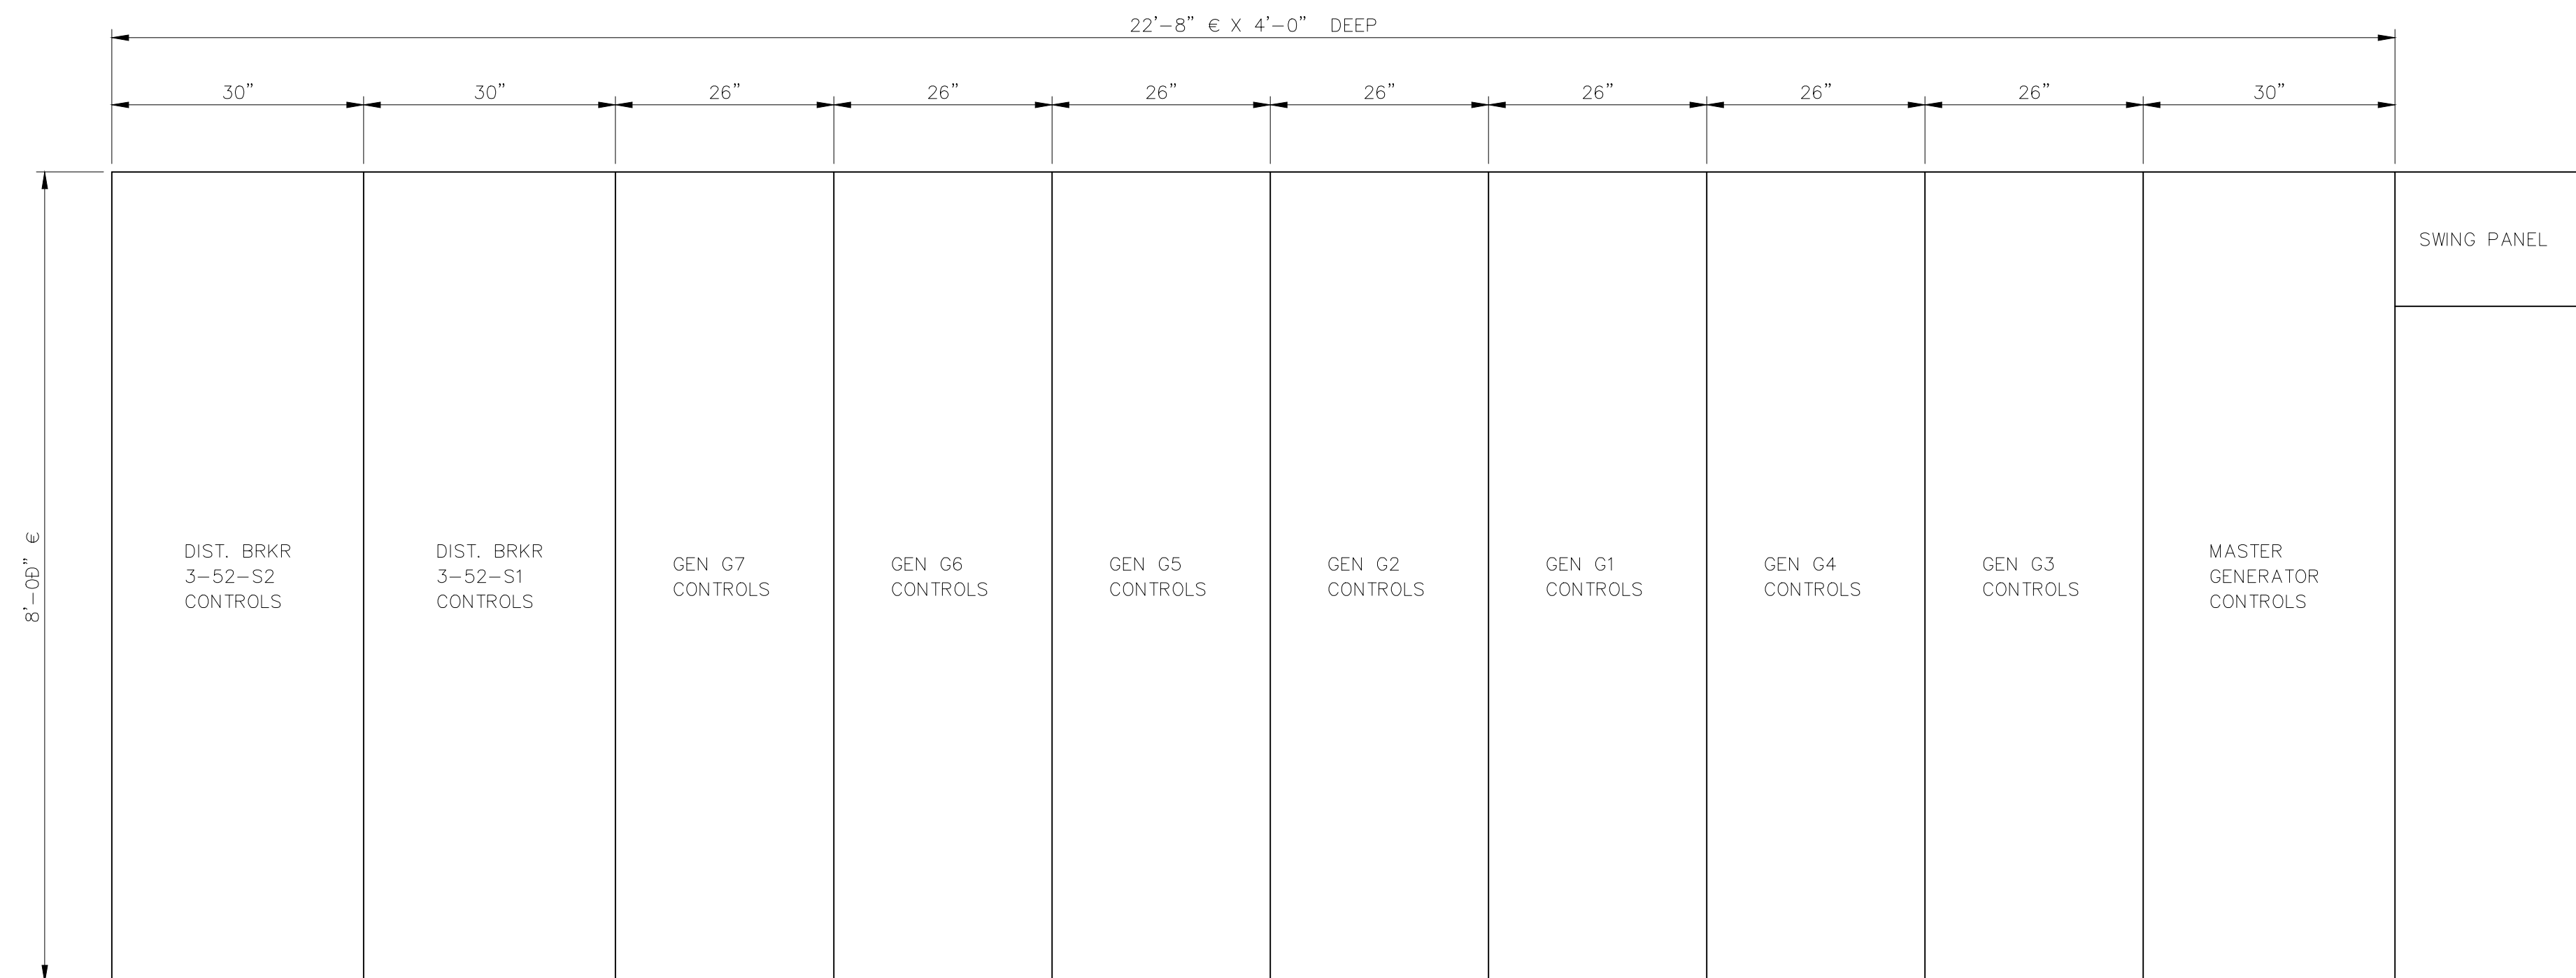 22'-8" € X 4'-0" DEEP
30"
30"
26"
26"
26"
26"
26"
26"
26"
30"
SWING PANEL
8'-0Đ" €
DIST. BRKR
3-52-S2
CONTROLS
DIST. BRKR
3-52-S1
CONTROLS
GEN G7
CONTROLS
GEN G6
CONTROLS
GEN G5
CONTROLS
GEN G2
CONTROLS
GEN G1
CONTROLS
GEN G4
CONTROLS
GEN G3
CONTROLS
MASTER
GENERATOR
CONTROLS